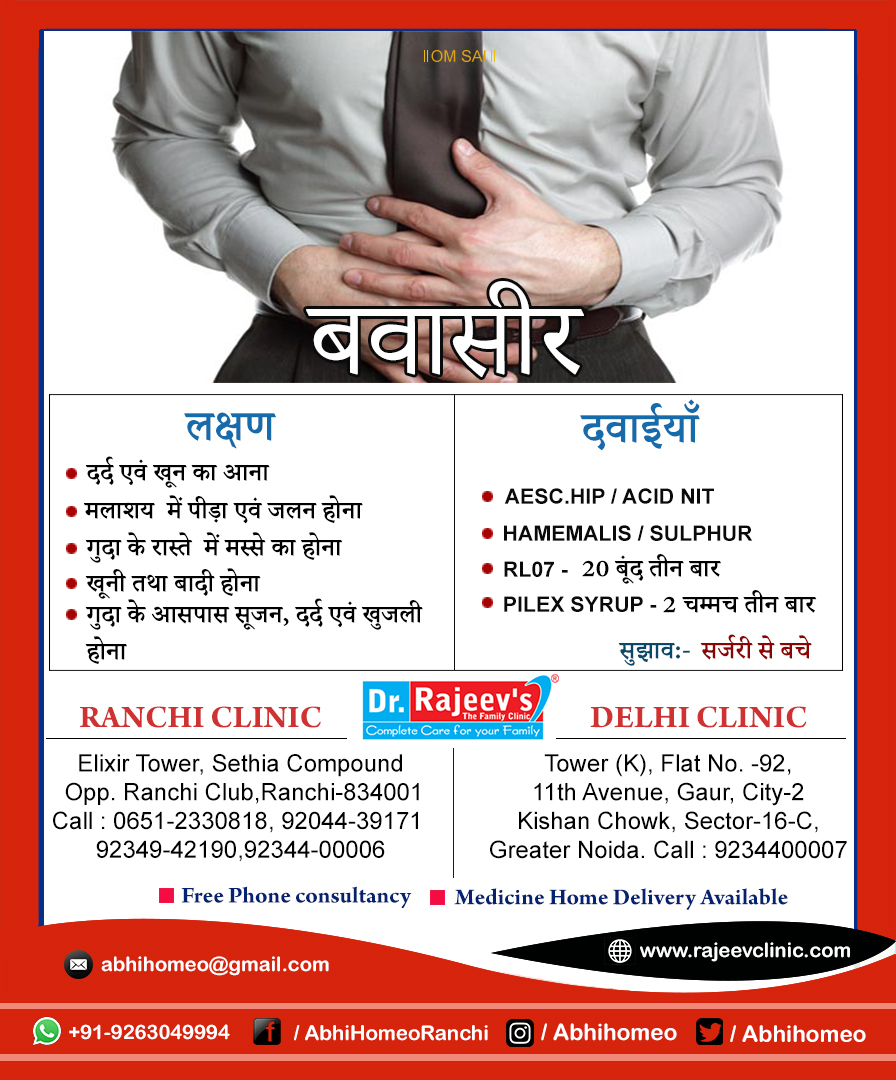 ॥OM SAI॥
बवासीर
लक्षण
दर्द एवं खून का आना
मलाशय में पीड़ा एवं जलन होना
गुदा के रास्ते में मस्से का होना
खूनी तथा बादी होना
गुदा के आसपास सूजन, दर्द एवं खुजली
होना
दवाईयाँ
AESC.HIP / ACID NIT
HAMEMALIS / SULPHUR
RL07 - 20 बूंद तीन बार
PILEX SYRUP - 2 चम्मच तीन बार
सुझाव:- सर्जरी से बचे
Dr. Rajeev's®
The Family Clinic
Complete Care for your Family
RANCHI CLINIC
Elixir Tower, Sethia Compound
Opp. Ranchi Club,Ranchi-834001
Call : 0651-2330818, 92044-39171
92349-42190,92344-00006
DELHI CLINIC
Tower (K), Flat No. -92,
11th Avenue, Gaur, City-2
Kishan Chowk, Sector-16-C,
Greater Noida. Call : 9234400007
Free Phone consultancy
Medicine Home Delivery Available
abhihomeo@gmail.com
www.rajeevclinic.com
+91-9263049994
/ AbhiHomeoRanchi
/ Abhihomeo
/ Abhihomeo